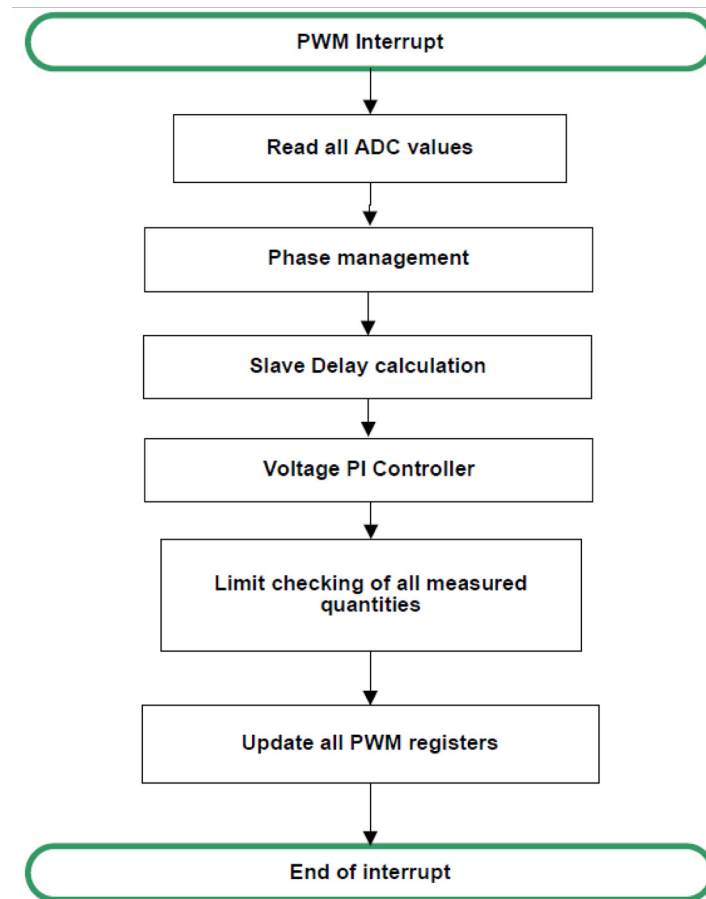 PWM Interrupt
Read all ADC values
Phase management
Slave Delay calculation
Voltage PI Controller
Limit checking of all measured
quantities
Update all PWM registers
End of interrupt